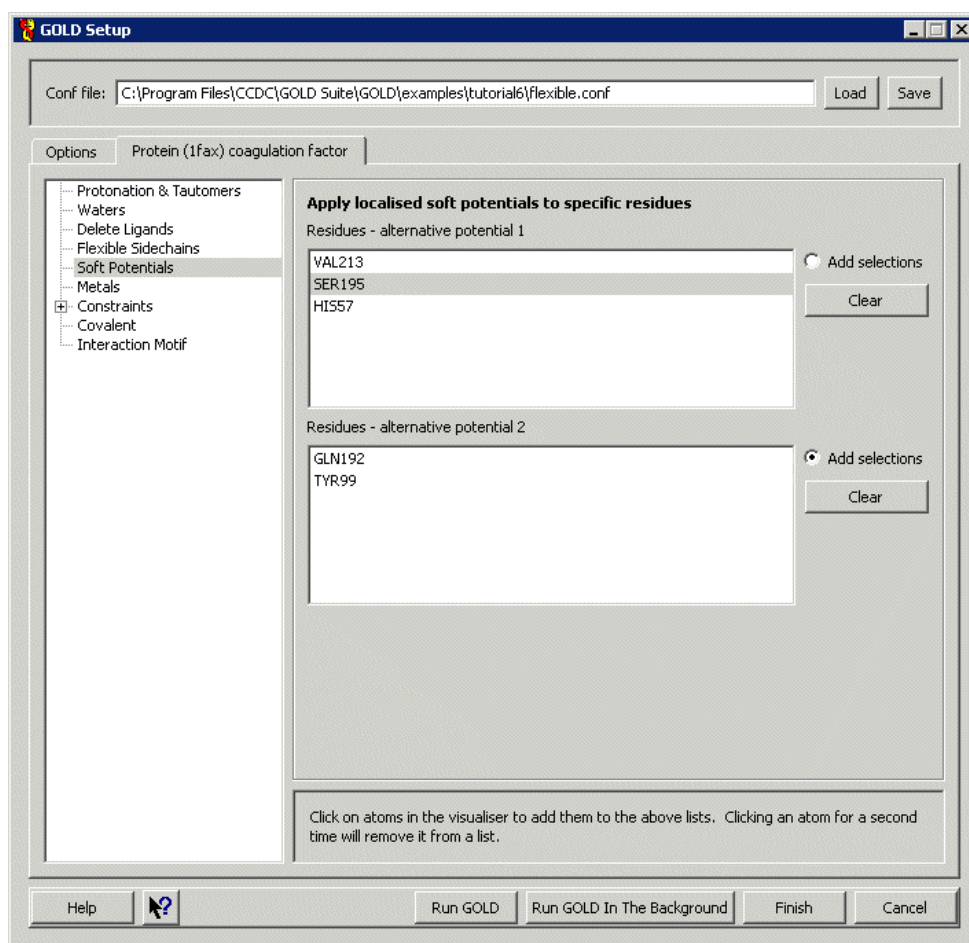 GOLD Setup
Conf file: C:\Program Files\CCDC\GOLD Suite\GOLD\examples\tutorial6\flexible.conf Load Save
Options Protein (1fax) coagulation factor
Protonation & Tautomers
Waters
Delete Ligands
Flexible Sidechains
Soft Potentials
Metals
Constraints
Covalent
Interaction Motif
Apply localised soft potentials to specific residues
Residues - alternative potential 1
VAL213
SER195
HIS57
Add selections
Clear
Residues - alternative potential 2
GLN192
TYR99
Add selections
Clear
Click on atoms in the visualiser to add them to the above lists. Clicking an atom for a second
time will remove it from a list.
Help ? Run GOLD Run GOLD In The Background Finish Cancel